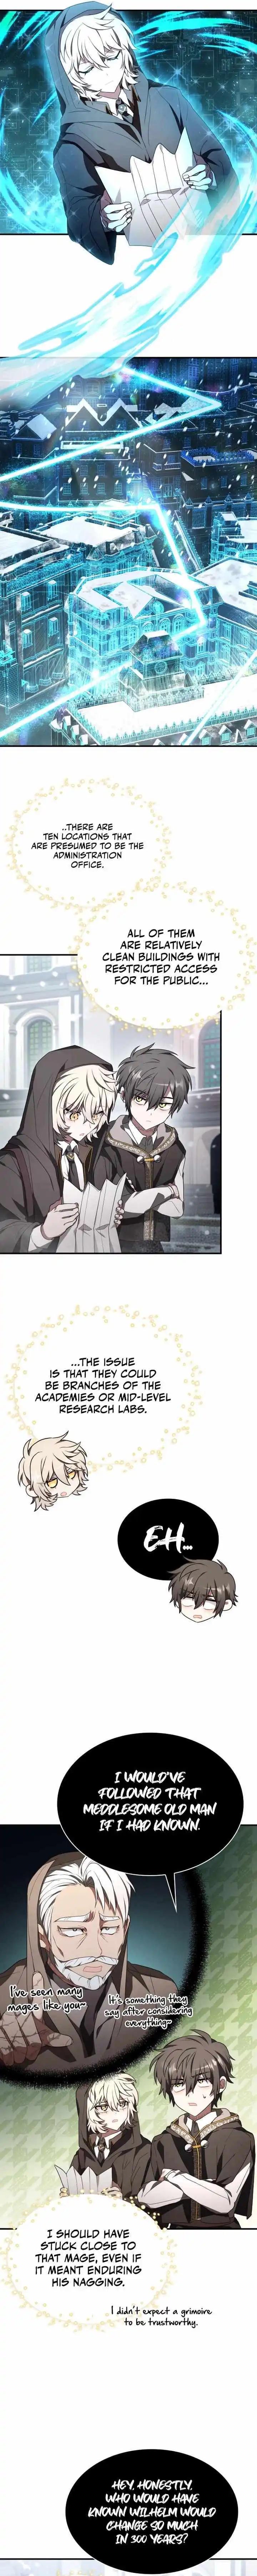 ..THERE ARE
TEN LOCATIONS THAT
ARE PRESUMED TO BE THE
ADMINISTRATION
OFFICE.
ALL OF THEM
ARE RELATIVELY
CLEAN BUILDINGS WITH
RESTRICTED ACCESS
FOR THE PUBLIC...
...THE ISSUE
IS THAT THEY COULD
BE BRANCHES OF THE
ACADEMIES OR MID-LEVEL
RESEARCH LABS.
EH...
I WOULD'VE
FOLLOWED THAT
MEDDLESOME OLD MAN
IF I HAD KNOWN.
I've seen many
mages like you~
It's something they
say after considering
everything~
I SHOULD HAVE
STUCK CLOSE TO
THAT MAGE, EVEN IF
IT MEANT ENDURING
HIS NAGGING.
I didn't expect a grimoire
to be trustworthy.
HEY, HONESTLY,
WHO WOULD HAVE
KNOWN WILHELM WOULD
CHANGE SO MUCH
IN 300 YEARS?